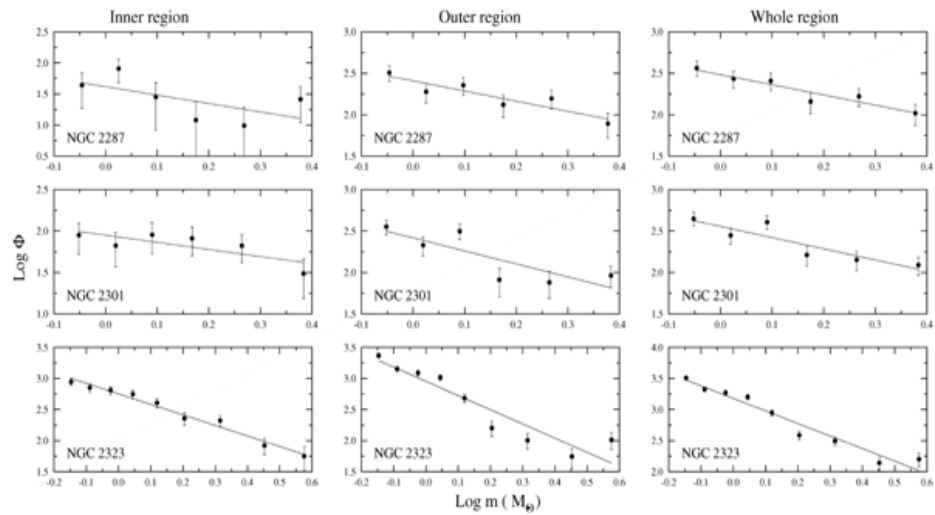 Inner region Outer region Whole region
2.5 3.0 3.0
2.0 2.5 2.5
1.5
1.0 2.0 2.0
NGC 2287 NGC 2287 NGC 2287
0.5 1.5 1.5
-0.1 0.0 0.1 0.2 0.3 0.4 -0.1 0.0 0.1 0.2 0.3 0.4 -0.1 0.0 0.1 0.2 0.3 0.4
2.5 3.0 3.0
2.0 2.5 2.5
Log Φ
1.5 2.0 2.0
NGC 2301 NGC 2301 NGC 2301
1.0 1.5 1.5
-0.1 0.0 0.1 0.2 0.3 0.4 -0.1 0.0 0.1 0.2 0.3 0.4 -0.1 0.0 0.1 0.2 0.3 0.4
3.5 3.5 4.0
3.0 3.0 3.5
2.5 2.5 3.0
2.0 2.0 2.5
NGC 2323 NGC 2323 NGC 2323
1.5 1.5 2.0
-0.2 -0.1 0.0 0.1 0.2 0.3 0.4 0.5 0.6 -0.2 -0.1 0.0 0.1 0.2 0.3 0.4 0.5 0.6 -0.2 -0.1 0.0 0.1 0.2 0.3 0.4 0.5 0.6
Log m ( M⊙)